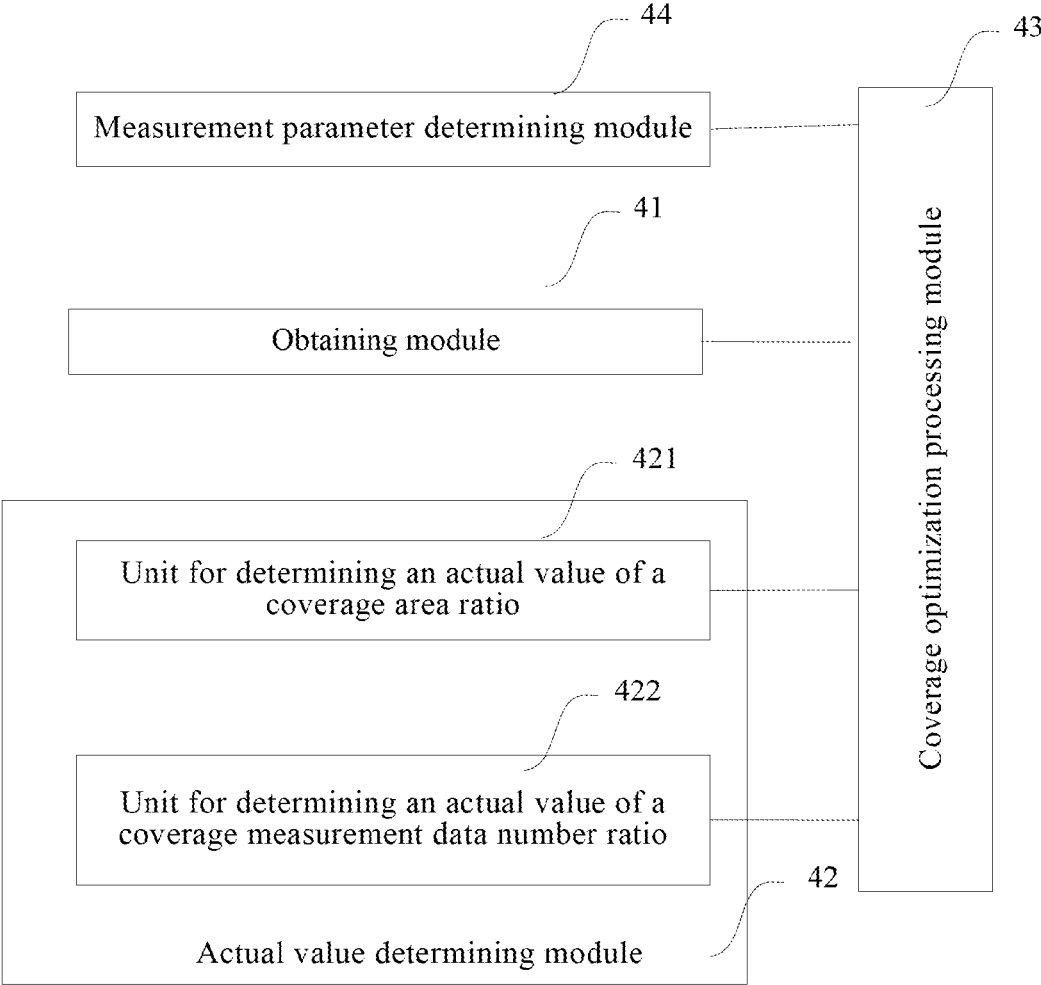 44
43
Measurement parameter determining module
41
Obtaining module
Coverage optimization processing module
421
Unit for determining an actual value of a
coverage area ratio
422
Unit for determining an actual value of a
coverage measurement data number ratio
42
Actual value determining module